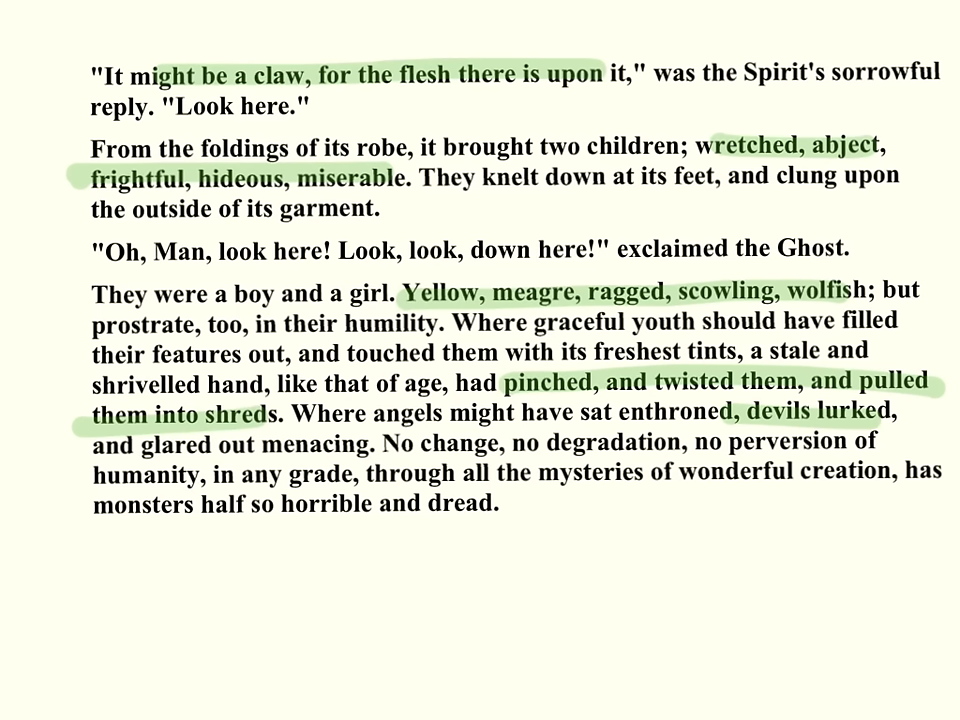 "It might be a claw, for the flesh there is upon it," was the Spirit's sorrowful
reply. "Look here."
From the foldings of its robe, it brought two children; wretched, abject,
frightful, hideous, miserable. They knelt down at its feet, and clung upon
the outside of its garment.
"Oh, Man, look here! Look, look, down here!" exclaimed the Ghost.
They were a boy and a girl. Yellow, meagre, ragged, scowling, wolfish; but
prostrate, too, in their humility. Where graceful youth should have filled
their features out, and touched them with its freshest tints, a stale and
shrivelled hand, like that of age, had pinched, and twisted them, and pulled
them into shreds. Where angels might have sat enthroned, devils lurked,
and glared out menacing. No change, no degradation, no perversion of
humanity, in any grade, through all the mysteries of wonderful creation, has
monsters half so horrible and dread.